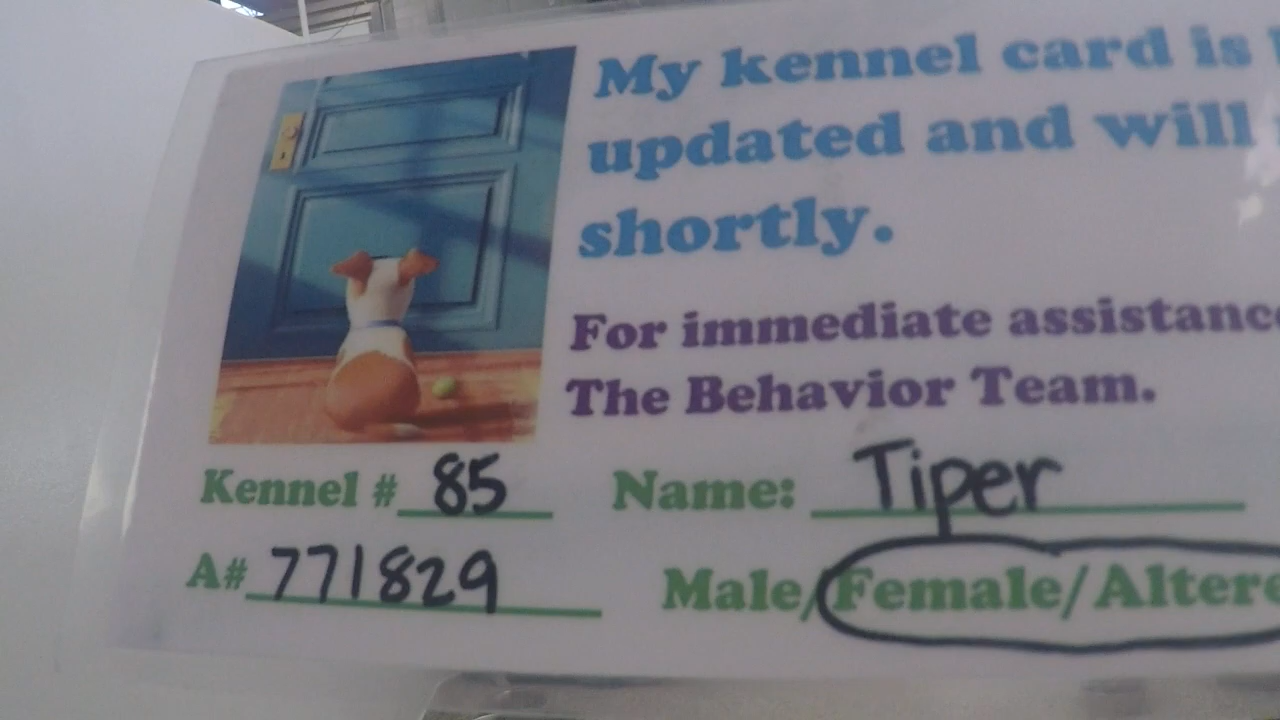 My kennel card is
updated and will
shortly.
For immediate assistanc
The Behavior Team.
Kennel # 85 Name: Tiper
A# 771829 Male/Female/Altere